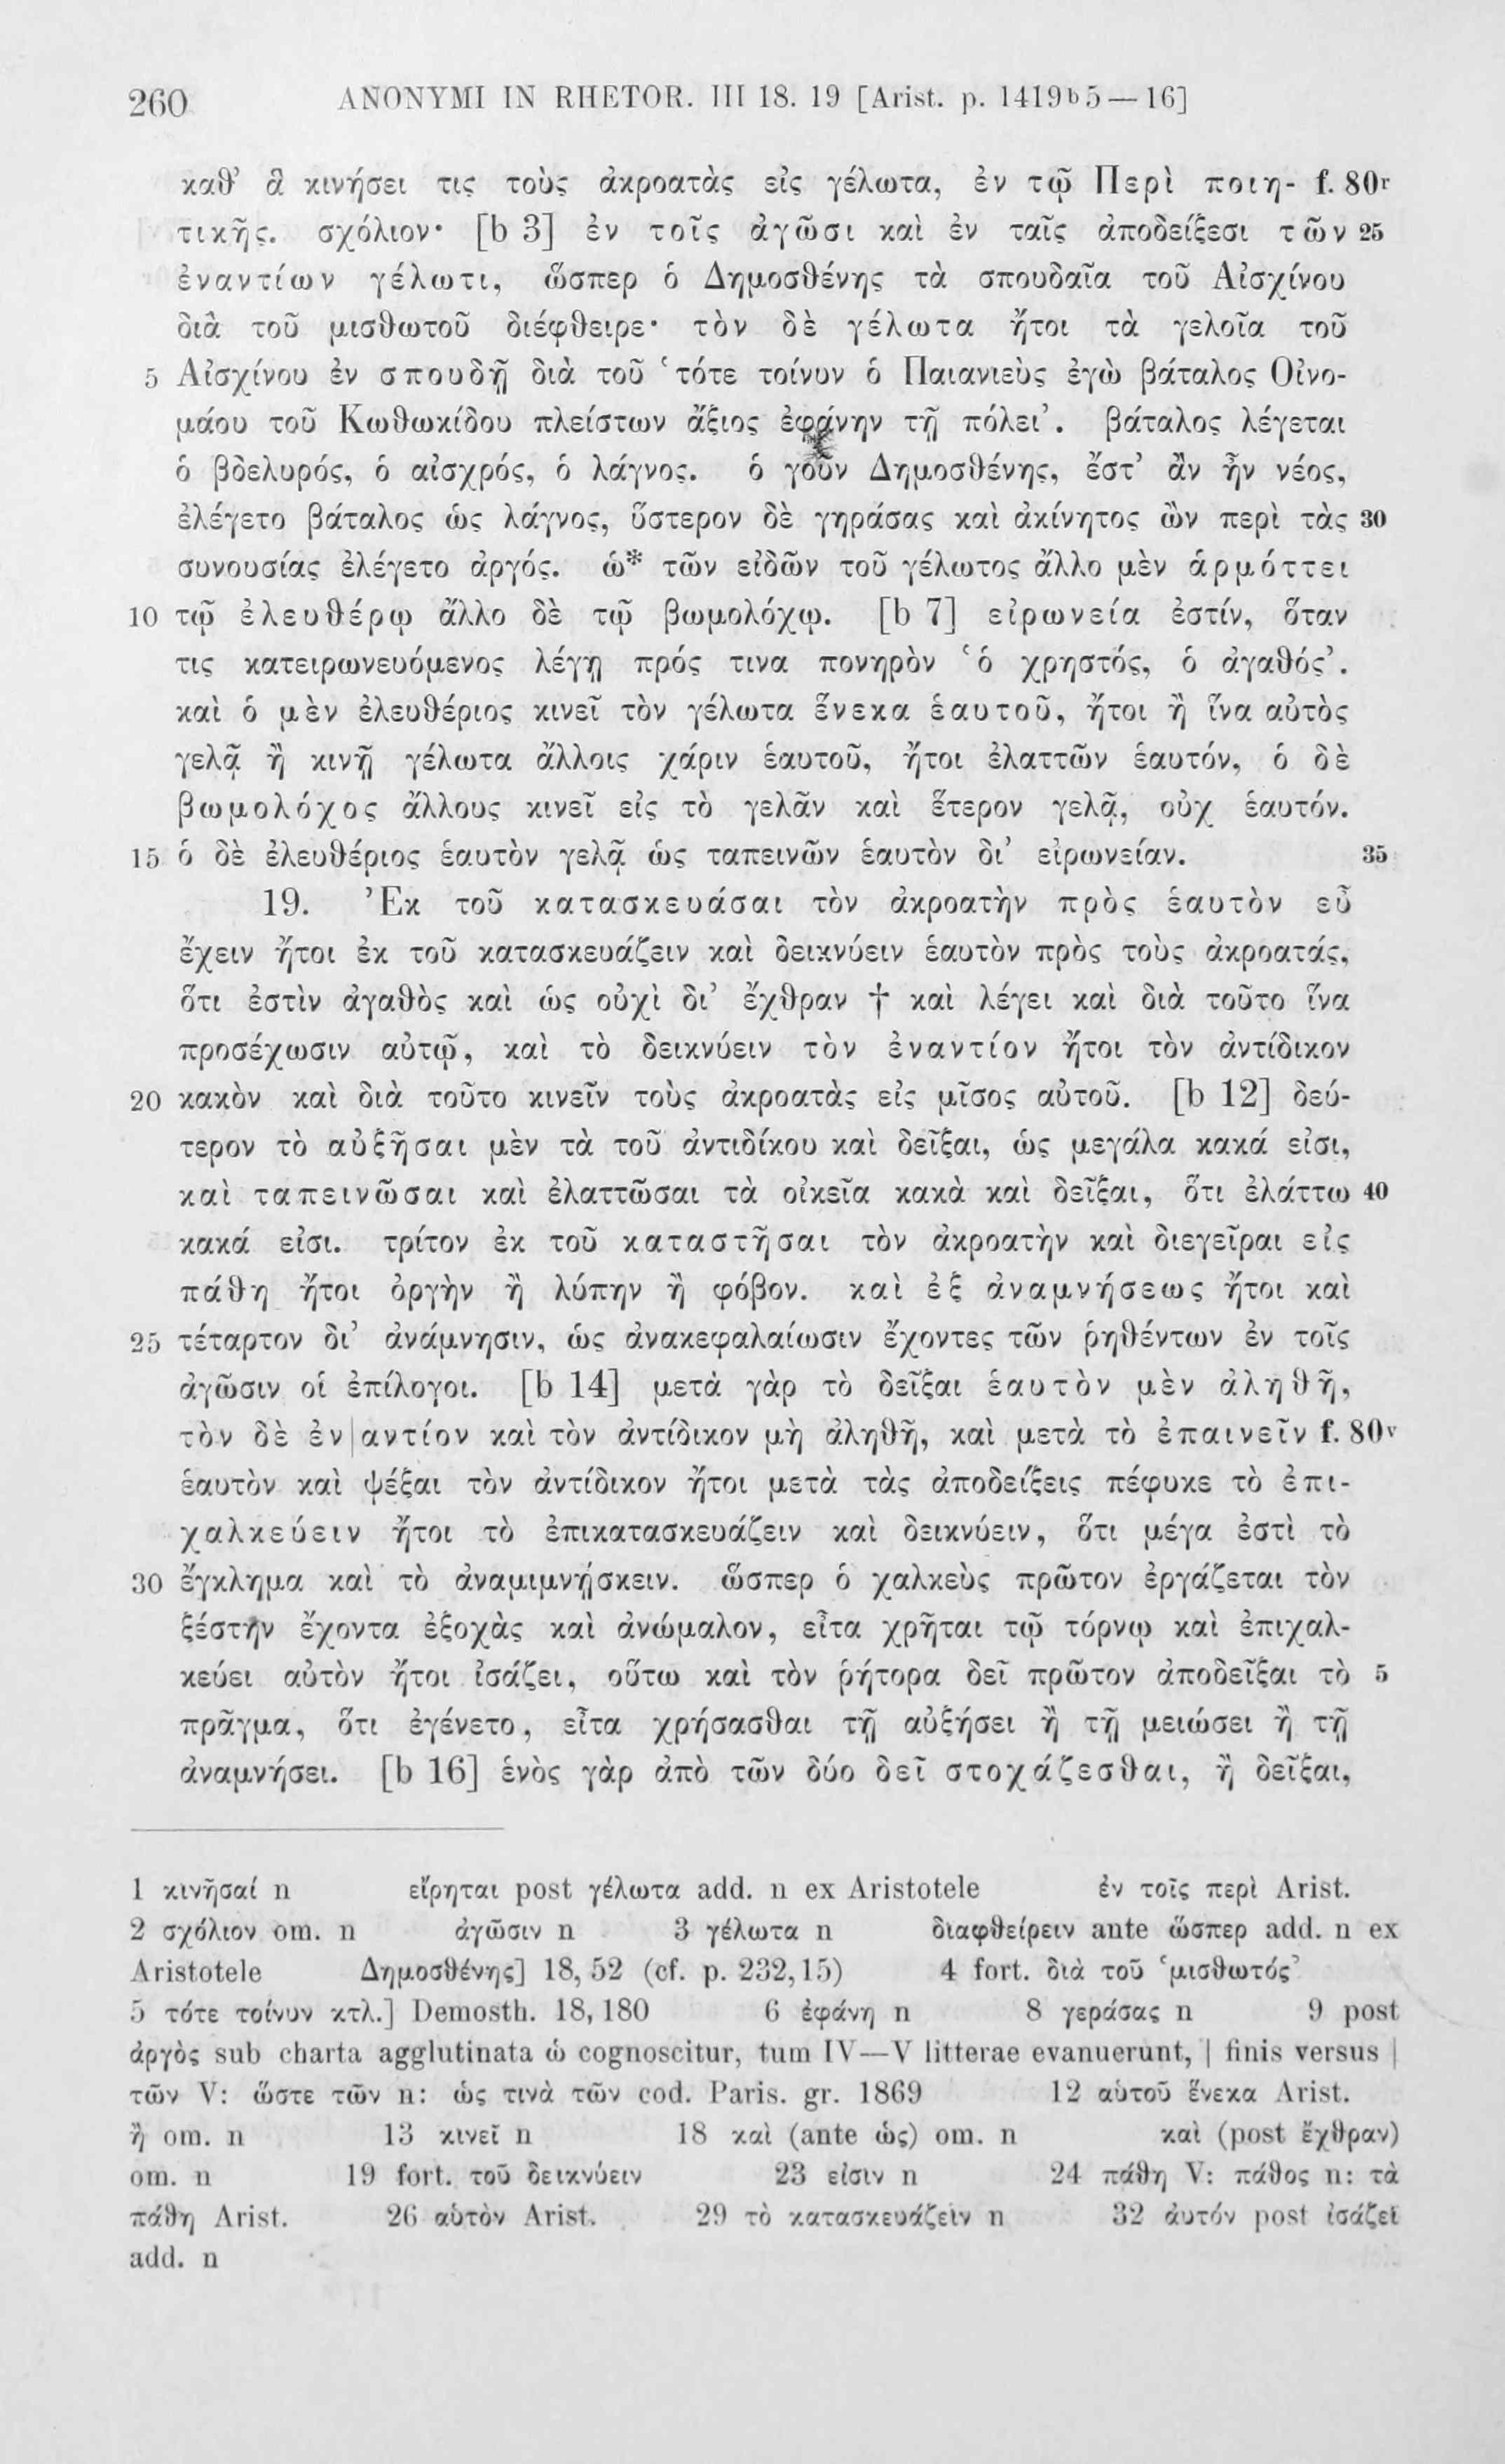 260 ANONYMI IN RHETOR. III 18. 19 [Arist. p. 1419b5—16]
καθ’ ἃ κινήσει τις τοὺς ἀκροατὰς εἰς γέλωτα, ἐν τῷ Περὶ ποιη- f. 80r
τικῆς. σχόλιον· [b 3] ἐν τοῖς ἀγῶσι καὶ ἐν ταῖς ἀποδείξεσι τῶν 25
ἐναντίων γέλωτι, ὥσπερ ὁ Δημοσθένης τὰ σπουδαῖα τοῦ Αἰσχίνου
διὰ τοῦ μισθωτοῦ διέφθειρε· τὸν δὲ γέλωτα ἤτοι τὰ γελοῖα τοῦ
5 Αἰσχίνου ἐν σπουδῇ διὰ τοῦ ‘τότε τοίνυν ὁ Παιανιεὺς ἐγὼ βάταλος Οἰνο-
μάου τοῦ Κωθωκίδου πλείστων ἄξιος ἐφάνην τῇ πόλει’. βάταλος λέγεται
ὁ βδελυρός, ὁ αἰσχρός, ὁ λάγνος. ὁ γοῦν Δημοσθένης, ἔστ’ ἂν ἦν νέος,
ἐλέγετο βάταλος ὡς λάγνος, ὕστερον δὲ γηράσας καὶ ἀκίνητος ὢν περὶ τὰς 30
συνουσίας ἐλέγετο ἀργός. ὡ* τῶν εἰδῶν τοῦ γέλωτος ἄλλο μὲν ἁρμόττει
10 τῷ ἐλευθέρῳ ἄλλο δὲ τῷ βωμολόχῳ. [b 7] εἰρωνεία ἐστίν, ὅταν
τις κατειρωνευόμενος λέγῃ πρός τινα πονηρὸν ‘ὁ χρηστός, ὁ ἀγαθός’.
καὶ ὁ μὲν ἐλευθέριος κινεῖ τὸν γέλωτα ἕνεκα ἑαυτοῦ, ἤτοι ἢ ἵνα αὐτὸς
γελᾷ ἢ κινῇ γέλωτα ἄλλοις χάριν ἑαυτοῦ, ἤτοι ἐλαττῶν ἑαυτόν, ὁ δὲ
βωμολόχος ἄλλους κινεῖ εἰς τὸ γελᾶν καὶ ἕτερον γελᾷ, οὐχ ἑαυτόν.
15 ὁ δὲ ἐλευθέριος ἑαυτὸν γελᾷ ὡς ταπεινῶν ἑαυτὸν δι’ εἰρωνείαν. 35
19. Ἐκ τοῦ κατασκευάσαι τὸν ἀκροατὴν πρὸς ἑαυτὸν εὖ
ἔχειν ἤτοι ἐκ τοῦ κατασκευάζειν καὶ δεικνύειν ἑαυτὸν πρὸς τοὺς ἀκροατάς,
ὅτι ἐστὶν ἀγαθὸς καὶ ὡς οὐχὶ δι’ ἔχθραν † καὶ λέγει καὶ διὰ τοῦτο ἵνα
προσέχωσιν αὐτῷ, καὶ τὸ δεικνύειν τὸν ἐναντίον ἤτοι τὸν ἀντίδικον
20 κακὸν καὶ διὰ τοῦτο κινεῖν τοὺς ἀκροατὰς εἰς μῖσος αὐτοῦ. [b 12] δεύ-
τερον τὸ αὐξῆσαι μὲν τὰ τοῦ ἀντιδίκου καὶ δεῖξαι, ὡς μεγάλα κακά εἰσι,
καὶ ταπεινῶσαι καὶ ἐλαττῶσαι τὰ οἰκεῖα κακὰ καὶ δεῖξαι, ὅτι ἐλάττω 40
κακά εἰσι. τρίτον ἐκ τοῦ καταστῆσαι τὸν ἀκροατὴν καὶ διεγεῖραι εἰς
πάθη ἤτοι ὀργὴν ἢ λύπην ἢ φόβον. καὶ ἐξ ἀναμνήσεως ἤτοι καὶ
25 τέταρτον δι’ ἀνάμνησιν, ὡς ἀνακεφαλαίωσιν ἔχοντες τῶν ῥηθέντων ἐν τοῖς
ἀγῶσιν οἱ ἐπίλογοι. [b 14] μετὰ γὰρ τὸ δεῖξαι ἑαυτὸν μὲν ἀληθῆ,
τὸν δὲ ἐν|αντίον καὶ τὸν ἀντίδικον μὴ ἀληθῆ, καὶ μετὰ τὸ ἐπαινεῖν f. 80v
ἑαυτὸν καὶ ψέξαι τὸν ἀντίδικον ἤτοι μετὰ τὰς ἀποδείξεις πέφυκε τὸ ἐπι-
χαλκεύειν ἤτοι τὸ ἐπικατασκευάζειν καὶ δεικνύειν, ὅτι μέγα ἐστὶ τὸ
30 ἔγκλημα καὶ τὸ ἀναμιμνήσκειν. ὥσπερ ὁ χαλκεὺς πρῶτον ἐργάζεται τὸν
ξέστην ἔχοντα ἐξοχὰς καὶ ἀνώμαλον, εἶτα χρῆται τῷ τόρνῳ καὶ ἐπιχαλ-
κεύει αὐτὸν ἤτοι ἰσάζει, οὕτω καὶ τὸν ῥήτορα δεῖ πρῶτον ἀποδεῖξαι τὸ 5
πρᾶγμα, ὅτι ἐγένετο, εἶτα χρήσασθαι τῇ αὐξήσει ἢ τῇ μειώσει ἢ τῇ
ἀναμνήσει. [b 16] ἑνὸς γὰρ ἀπὸ τῶν δύο δεῖ στοχάζεσθαι, ἢ δεῖξαι,
1 κινῆσαί n εἴρηται post γέλωτα add. n ex Aristotele ἐν τοῖς περὶ Arist.
2 σχόλιον om. n ἀγῶσιν n 3 γέλωτα n διαφθείρειν ante ὥσπερ add. n ex
Aristotele Δημοσθένης] 18, 52 (cf. p. 232,15) 4 fort. διὰ τοῦ ‘μισθωτός’
5 τότε τοίνυν κτλ.] Demosth. 18, 180 6 ἐφάνη n 8 γεράσας n 9 post
ἀργὸς sub charta agglutinata ὡ cognoscitur, tum IV—V litterae evanuerunt, | finis versus |
τῶν V: ὥστε τῶν n: ὡς τινὰ τῶν cod. Paris. gr. 1869 12 αὑτοῦ ἕνεκα Arist.
ἢ om. n 13 κινεῖ n 18 καὶ (ante ὡς) om. n καὶ (post ἔχθραν)
om. n 19 fort. τοῦ δεικνύειν 23 εἰσιν n 24 πάθη V: πάθος n: τὰ
πάθη Arist. 26 αὑτὸν Arist. 29 τὸ κατασκευάζειν n 32 ἀυτόν post ἰσάζει
add. n